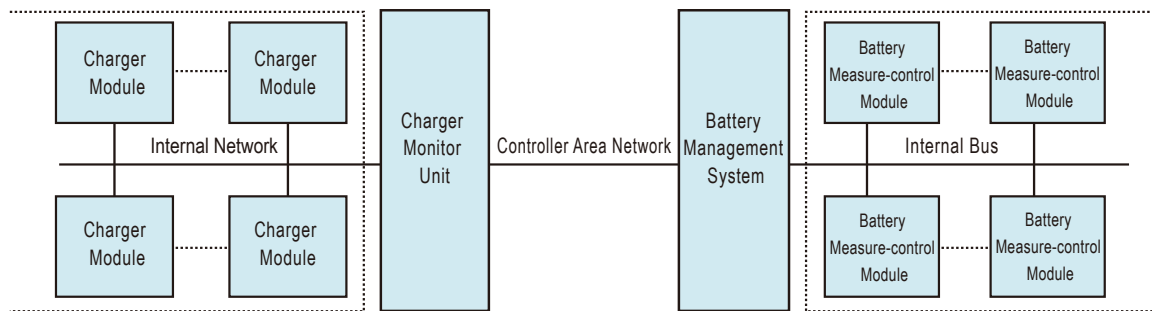 Charger
Module
Charger
Module
Internal Network
Charger
Module
Charger
Module
Charger
Monitor
Unit
Controller Area Network
Battery
Management
System
Battery
Measure-control
Module
Battery
Measure-control
Module
Internal Bus
Battery
Measure-control
Module
Battery
Measure-control
Module